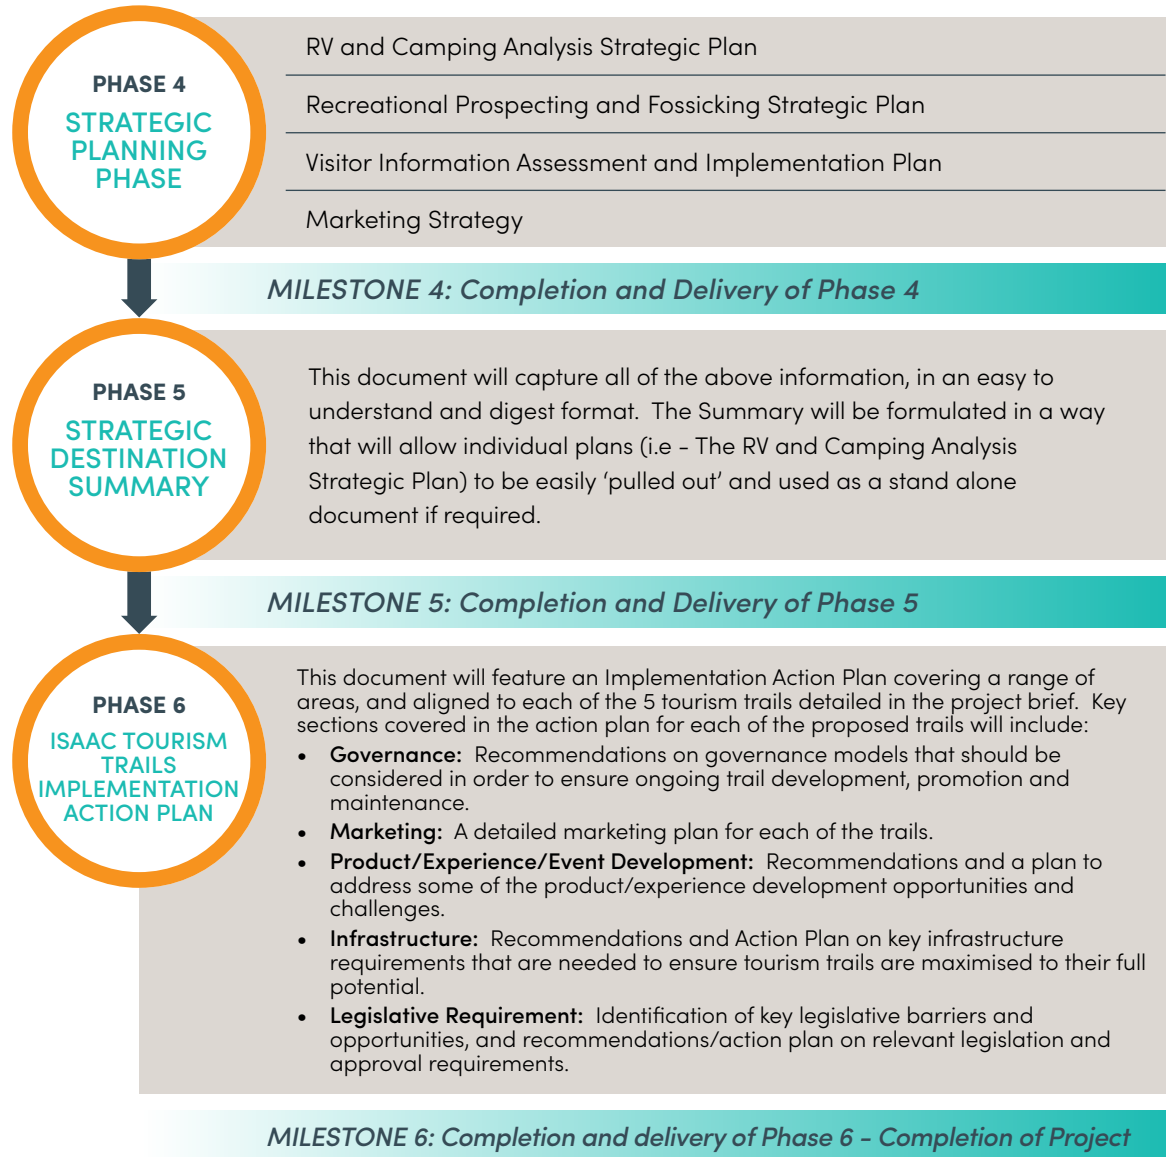 PHASE 4
STRATEGIC
PLANNING
PHASE
RV and Camping Analysis Strategic Plan
Recreational Prospecting and Fossicking Strategic Plan
Visitor Information Assessment and Implementation Plan
Marketing Strategy
MILESTONE 4: Completion and Delivery of Phase 4
PHASE 5
STRATEGIC
DESTINATION
SUMMARY
This document will capture all of the above information, in an easy to
understand and digest format.  The Summary will be formulated in a way
that will allow individual plans (i.e - The RV and Camping Analysis
Strategic Plan) to be easily ‘pulled out’ and used as a stand alone
document if required.
MILESTONE 5: Completion and Delivery of Phase 5
PHASE 6
ISAAC TOURISM
TRAILS
IMPLEMENTATION
ACTION PLAN
This document will feature an Implementation Action Plan covering a range of
areas, and aligned to each of the 5 tourism trails detailed in the project brief.  Key
sections covered in the action plan for each of the proposed trails will include:
• Governance:  Recommendations on governance models that should be
considered in order to ensure ongoing trail development, promotion and
maintenance.
• Marketing:  A detailed marketing plan for each of the trails.
• Product/Experience/Event Development:  Recommendations and a plan to
address some of the product/experience development opportunities and
challenges.
• Infrastructure:  Recommendations and Action Plan on key infrastructure
requirements that are needed to ensure tourism trails are maximised to their full
potential.
• Legislative Requirement:  Identification of key legislative barriers and
opportunities, and recommendations/action plan on relevant legislation and
approval requirements.
MILESTONE 6: Completion and delivery of Phase 6 - Completion of Project